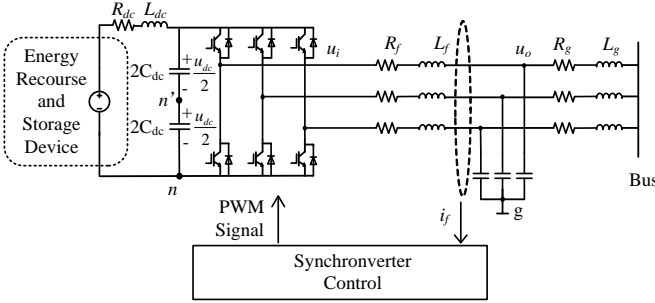 R_dc L_dc
Energy
Recourse
and
Storage
Device
2C_dc
+ u_dc/2 -
n'
2C_dc
+ u_dc/2 -
n
u_i
R_f L_f
u_o
R_g L_g
Bus
g
i_f
PWM
Signal
Synchronverter
Control